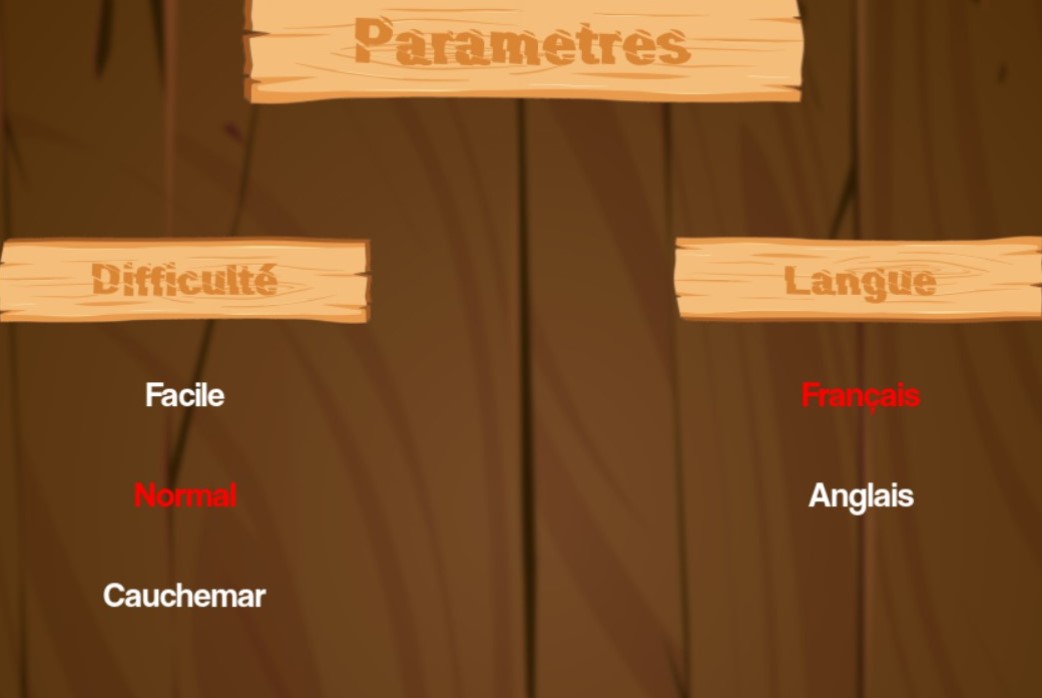 Parametres
Difficulté
Langue
Facile
Français
Normal
Anglais
Cauchemar